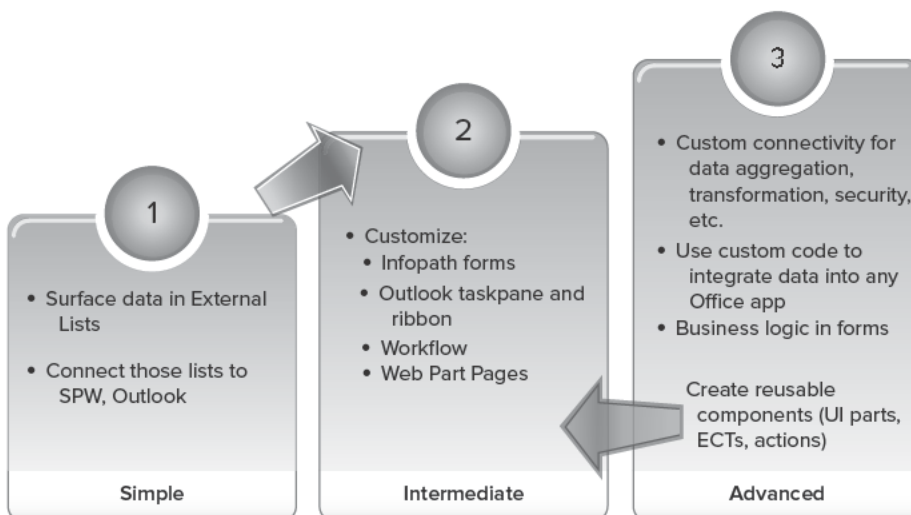 1
• Surface data in External
Lists
• Connect those lists to
SPW, Outlook
Simple
2
• Customize:
• Infopath forms
• Outlook taskpane and
ribbon
• Workflow
• Web Part Pages
Intermediate
3
• Custom connectivity for
data aggregation,
transformation, security,
etc.
• Use custom code to
integrate data into any
Office app
• Business logic in forms
Create reusable
components (UI parts,
ECTs, actions)
Advanced